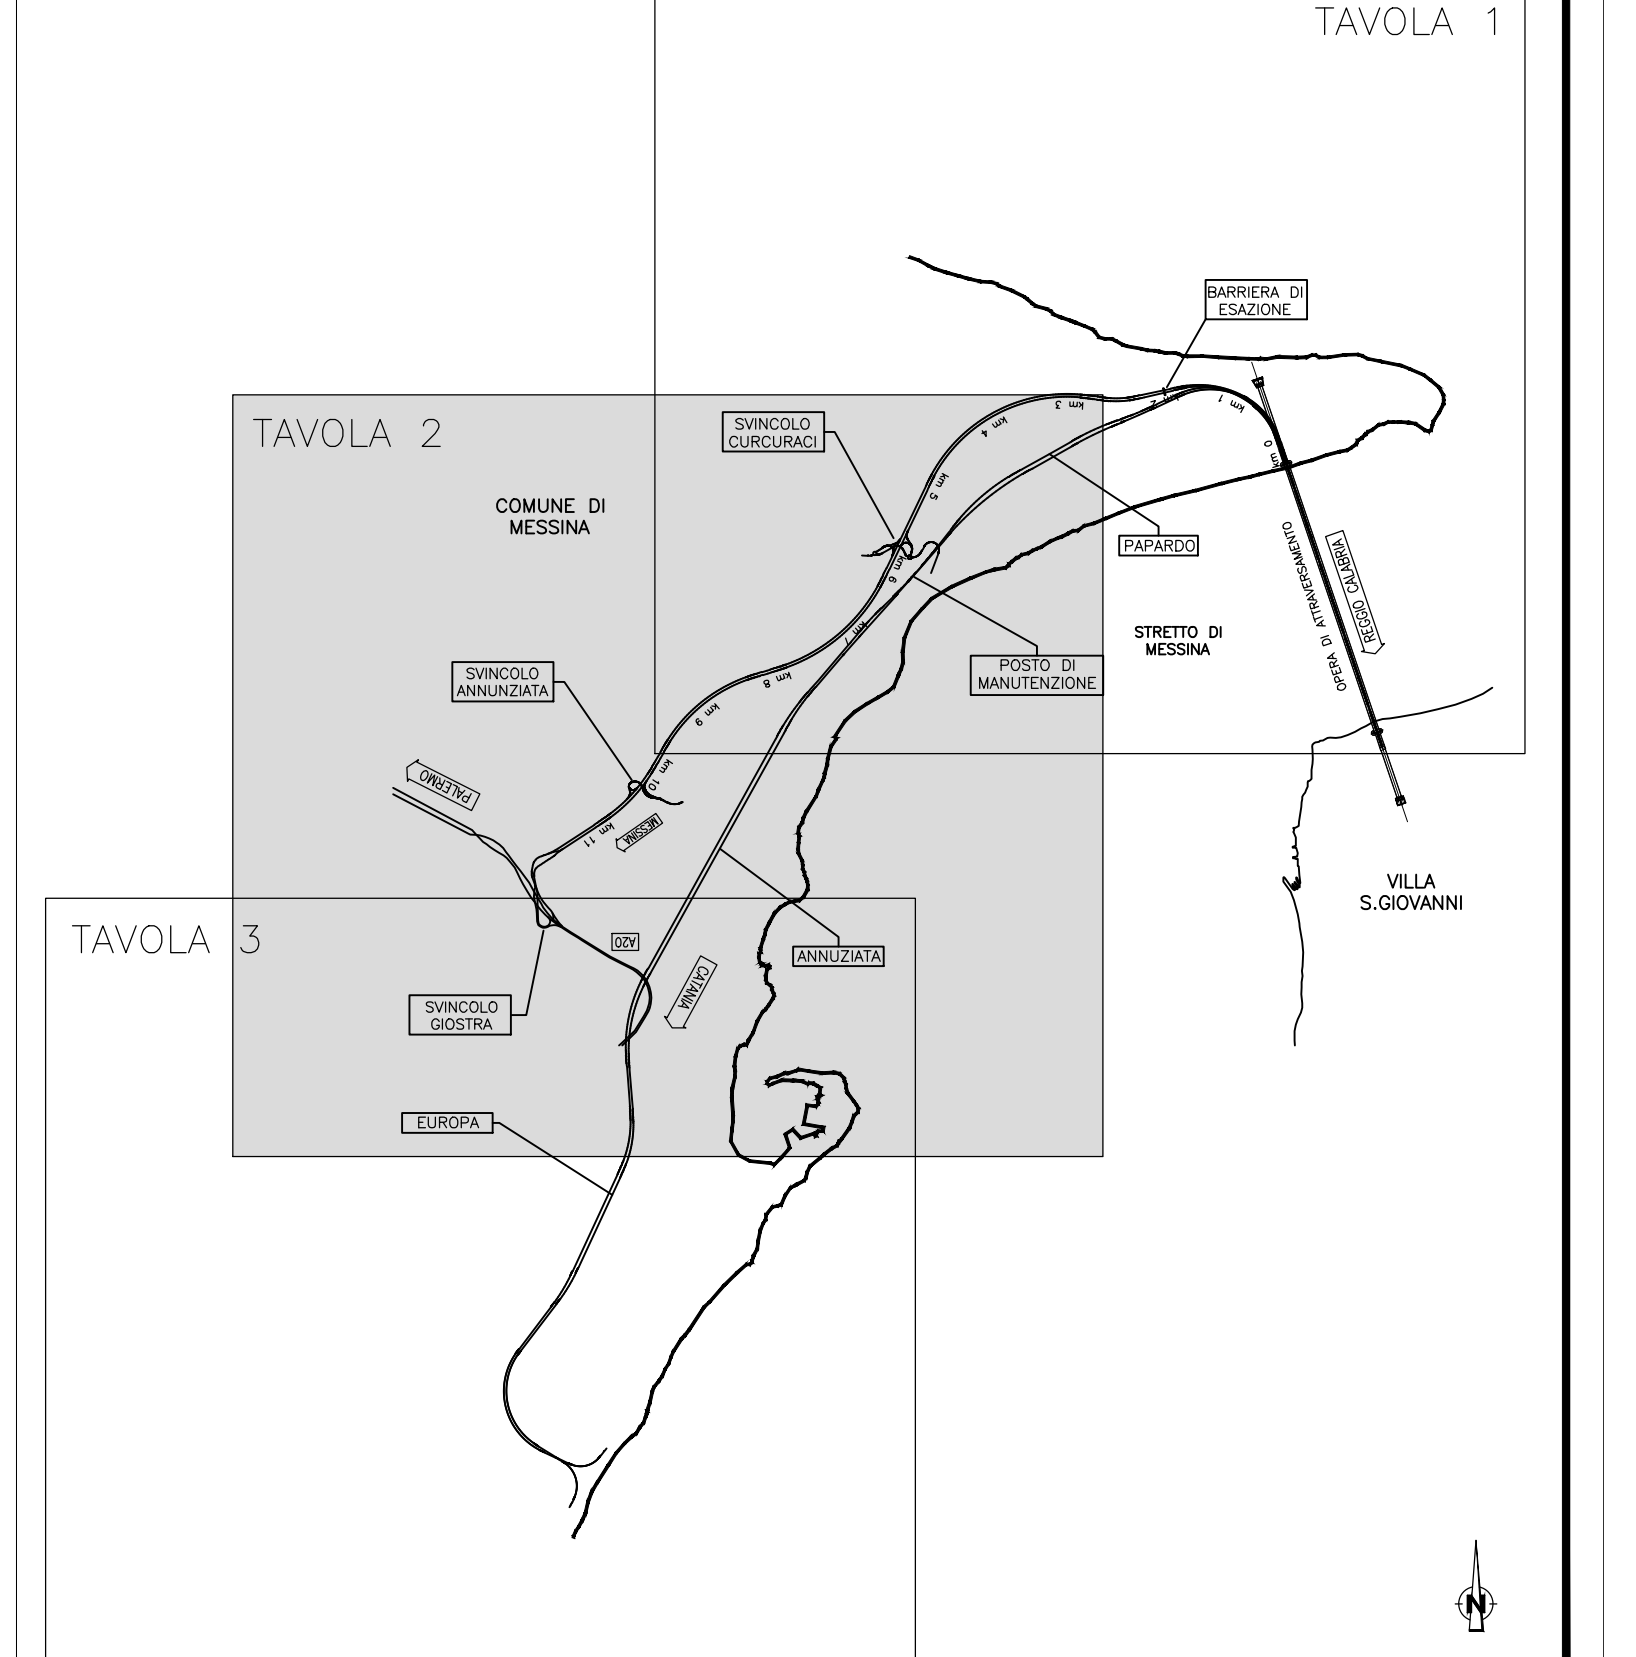 TAVOLA 1
BARRIERA DI
ESAZIONE
TAVOLA 2
SVINCOLO
CURCURACI
km 0
km 1
km 2
km 3
km 4
km 5
km 6
km 7
km 8
km 9
km 10
km 11
COMUNE DI
MESSINA
PAPARDO
OPERA DI ATTRAVERSAMENTO
REGGIO CALABRIA
STRETTO DI
MESSINA
POSTO DI
MANUTENZIONE
SVINCOLO
ANNUNZIATA
PALERMO
MESSINA
VILLA
S.GIOVANNI
TAVOLA 3
A20
ANNUZIATA
CATANIA
SVINCOLO
GIOSTRA
EUROPA
N